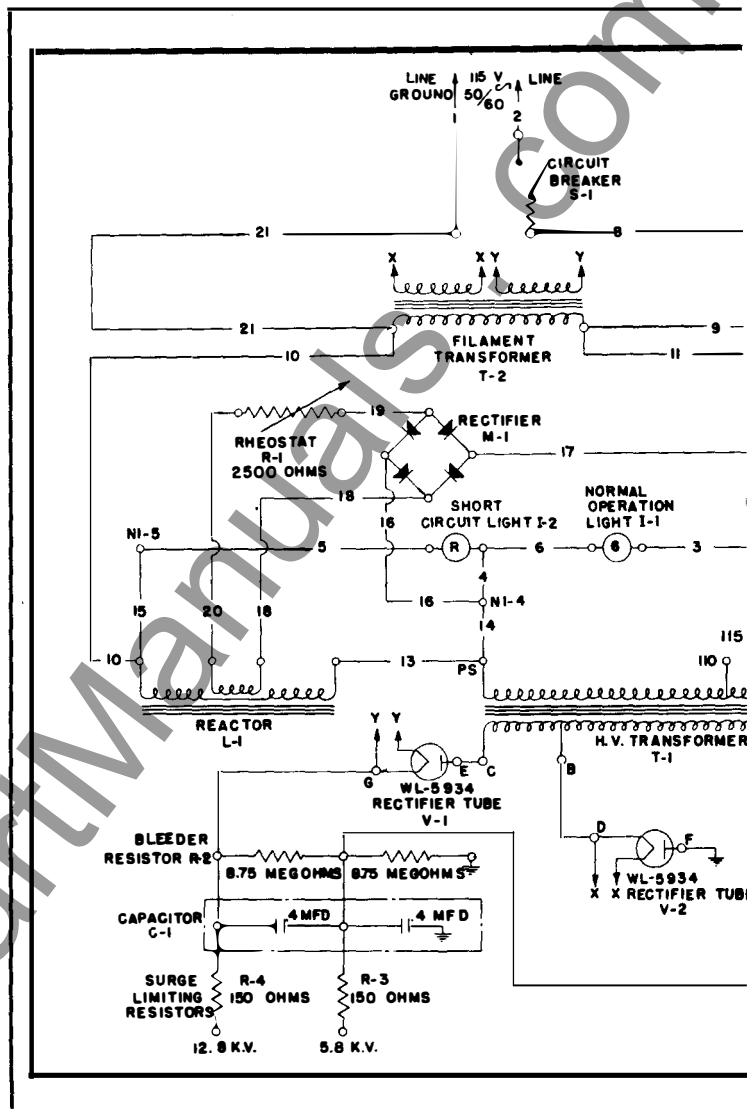 LINE GROUND
115 V
50/60
LINE
1
2
CIRCUIT
BREAKER
S-1
21
8
X
X
Y
Y
21
9
10
11
FILAMENT
TRANSFORMER
T-2
19
RECTIFIER
M-1
RHEOSTAT
R-1
2500 OHMS
17
18
16
SHORT
CIRCUIT LIGHT I-2
NORMAL
OPERATION
LIGHT I-1
N1-5
5
R
6
G
3
4
15
20
18
16
N1-4
14
115
10
13
PS
110
REACTOR
L-1
Y
Y
H.V. TRANSFORMER
T-1
G
E
C
B
WL-5934
RECTIFIER TUBE
V-1
D
F
BLEEDER
RESISTOR R-2
8.75 MEGOHMS
875 MEGOHMS
WL-5934
X
X
RECTIFIER TUBE
V-2
CAPACITOR
C-1
4 MFD
4 MFD
SURGE
LIMITING
RESISTORS
R-4
150 OHMS
R-3
150 OHMS
12.8 K.V.
5.8 K.V.
artManuals.com